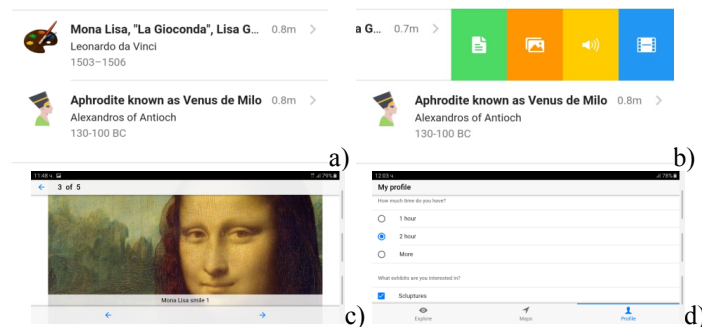 Mona Lisa, "La Gioconda", Lisa G... 0.8m
Leonardo da Vinci
1503–1506
Aphrodite known as Venus de Milo 0.8m
Alexandros of Antioch
130-100 BC
a)
a G... 0.7m
Aphrodite known as Venus de Milo 0.8m
Alexandros of Antioch
130-100 BC
b)
11:48 79%
3 of 5
Mona Lisa smile 1
c)
12:03 78%
My profile
How much time do you have?
1 hour
2 hour
More
What exhibits are you interested in?
Scluptures
Explore Maps Profile
d)